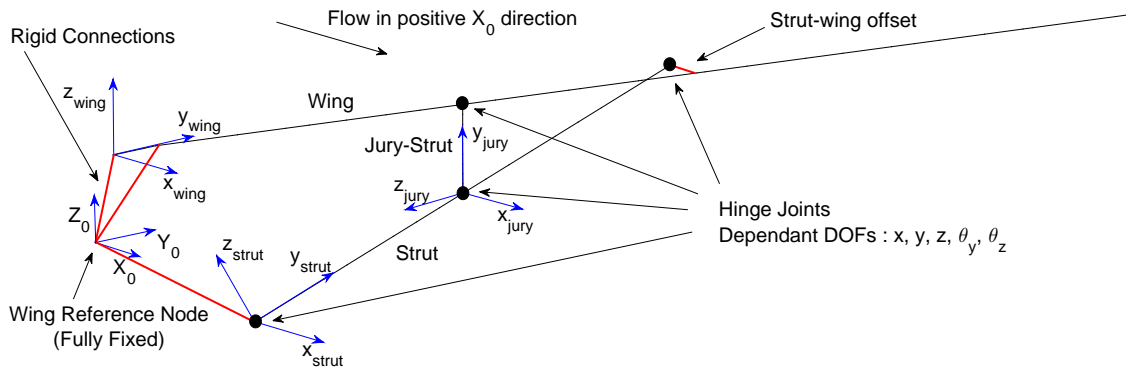 Flow in positive X0 direction
Strut-wing offset
Rigid Connections
zwing
Wing
ywing
Jury-Strut
yjury
xwing
zjury
xjury
Z0
Y0
X0
Hinge Joints
Dependant DOFs : x, y, z, θy, θz
zstrut
ystrut
Strut
Wing Reference Node
(Fully Fixed)
xstrut